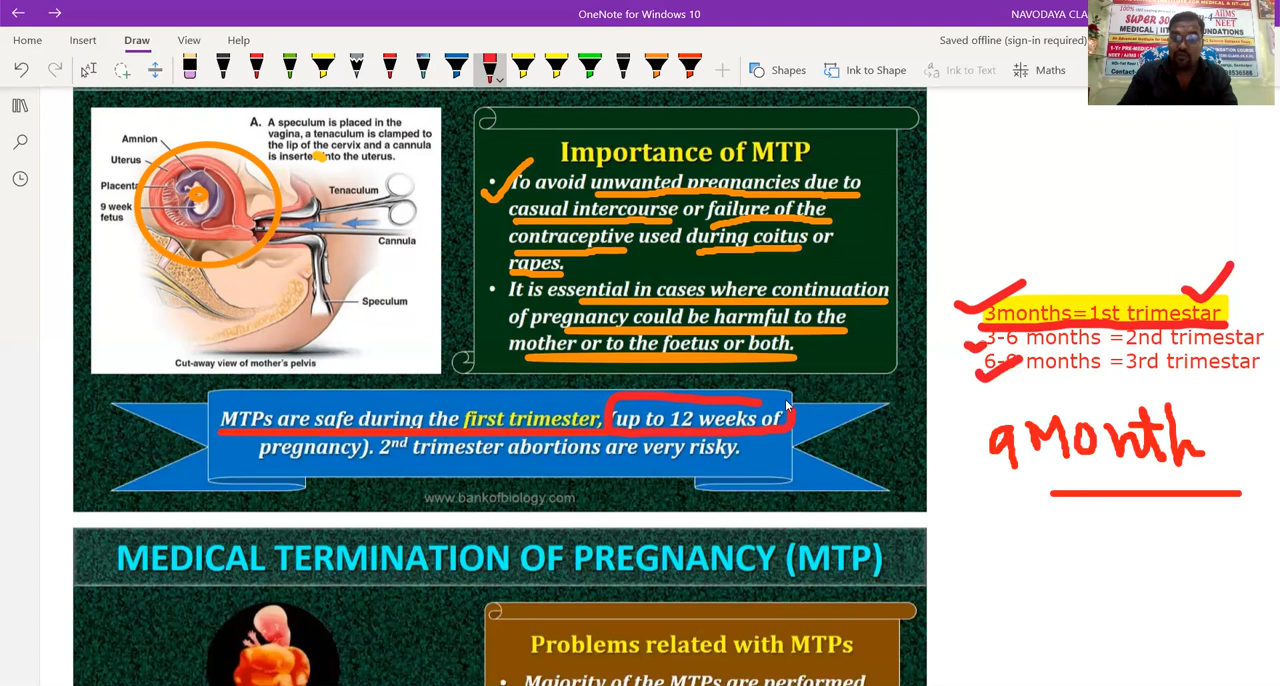 OneNote for Windows 10
NAVODAYA CLA
Home Insert Draw View Help
Saved offline (sign-in required)
Shapes
Ink to Shape
Ink to Text
Maths
SUPER 30
AIIMS
NEET
MEDICAL
A. A speculum is placed in the
vagina, a tenaculum is clamped to
the lip of the cervix and a cannula
is inserted into the uterus.
Amnion
Uterus
Placenta
9 week
fetus
Tenaculum
Cannula
Speculum
Cut-away view of mother's pelvis
Importance of MTP
• To avoid unwanted pregnancies due to
casual intercourse or failure of the
contraceptive used during coitus or
rapes.
• It is essential in cases where continuation
of pregnancy could be harmful to the
mother or to the foetus or both.
MTPs are safe during the first trimester, (up to 12 weeks of
pregnancy). 2nd trimester abortions are very risky.
www.bankofbiology.com
3months=1st trimestar
3-6 months =2nd trimestar
6-9 months =3rd trimestar
9 Month
MEDICAL TERMINATION OF PREGNANCY (MTP)
Problems related with MTPs
• Majority of the MTPs are performed